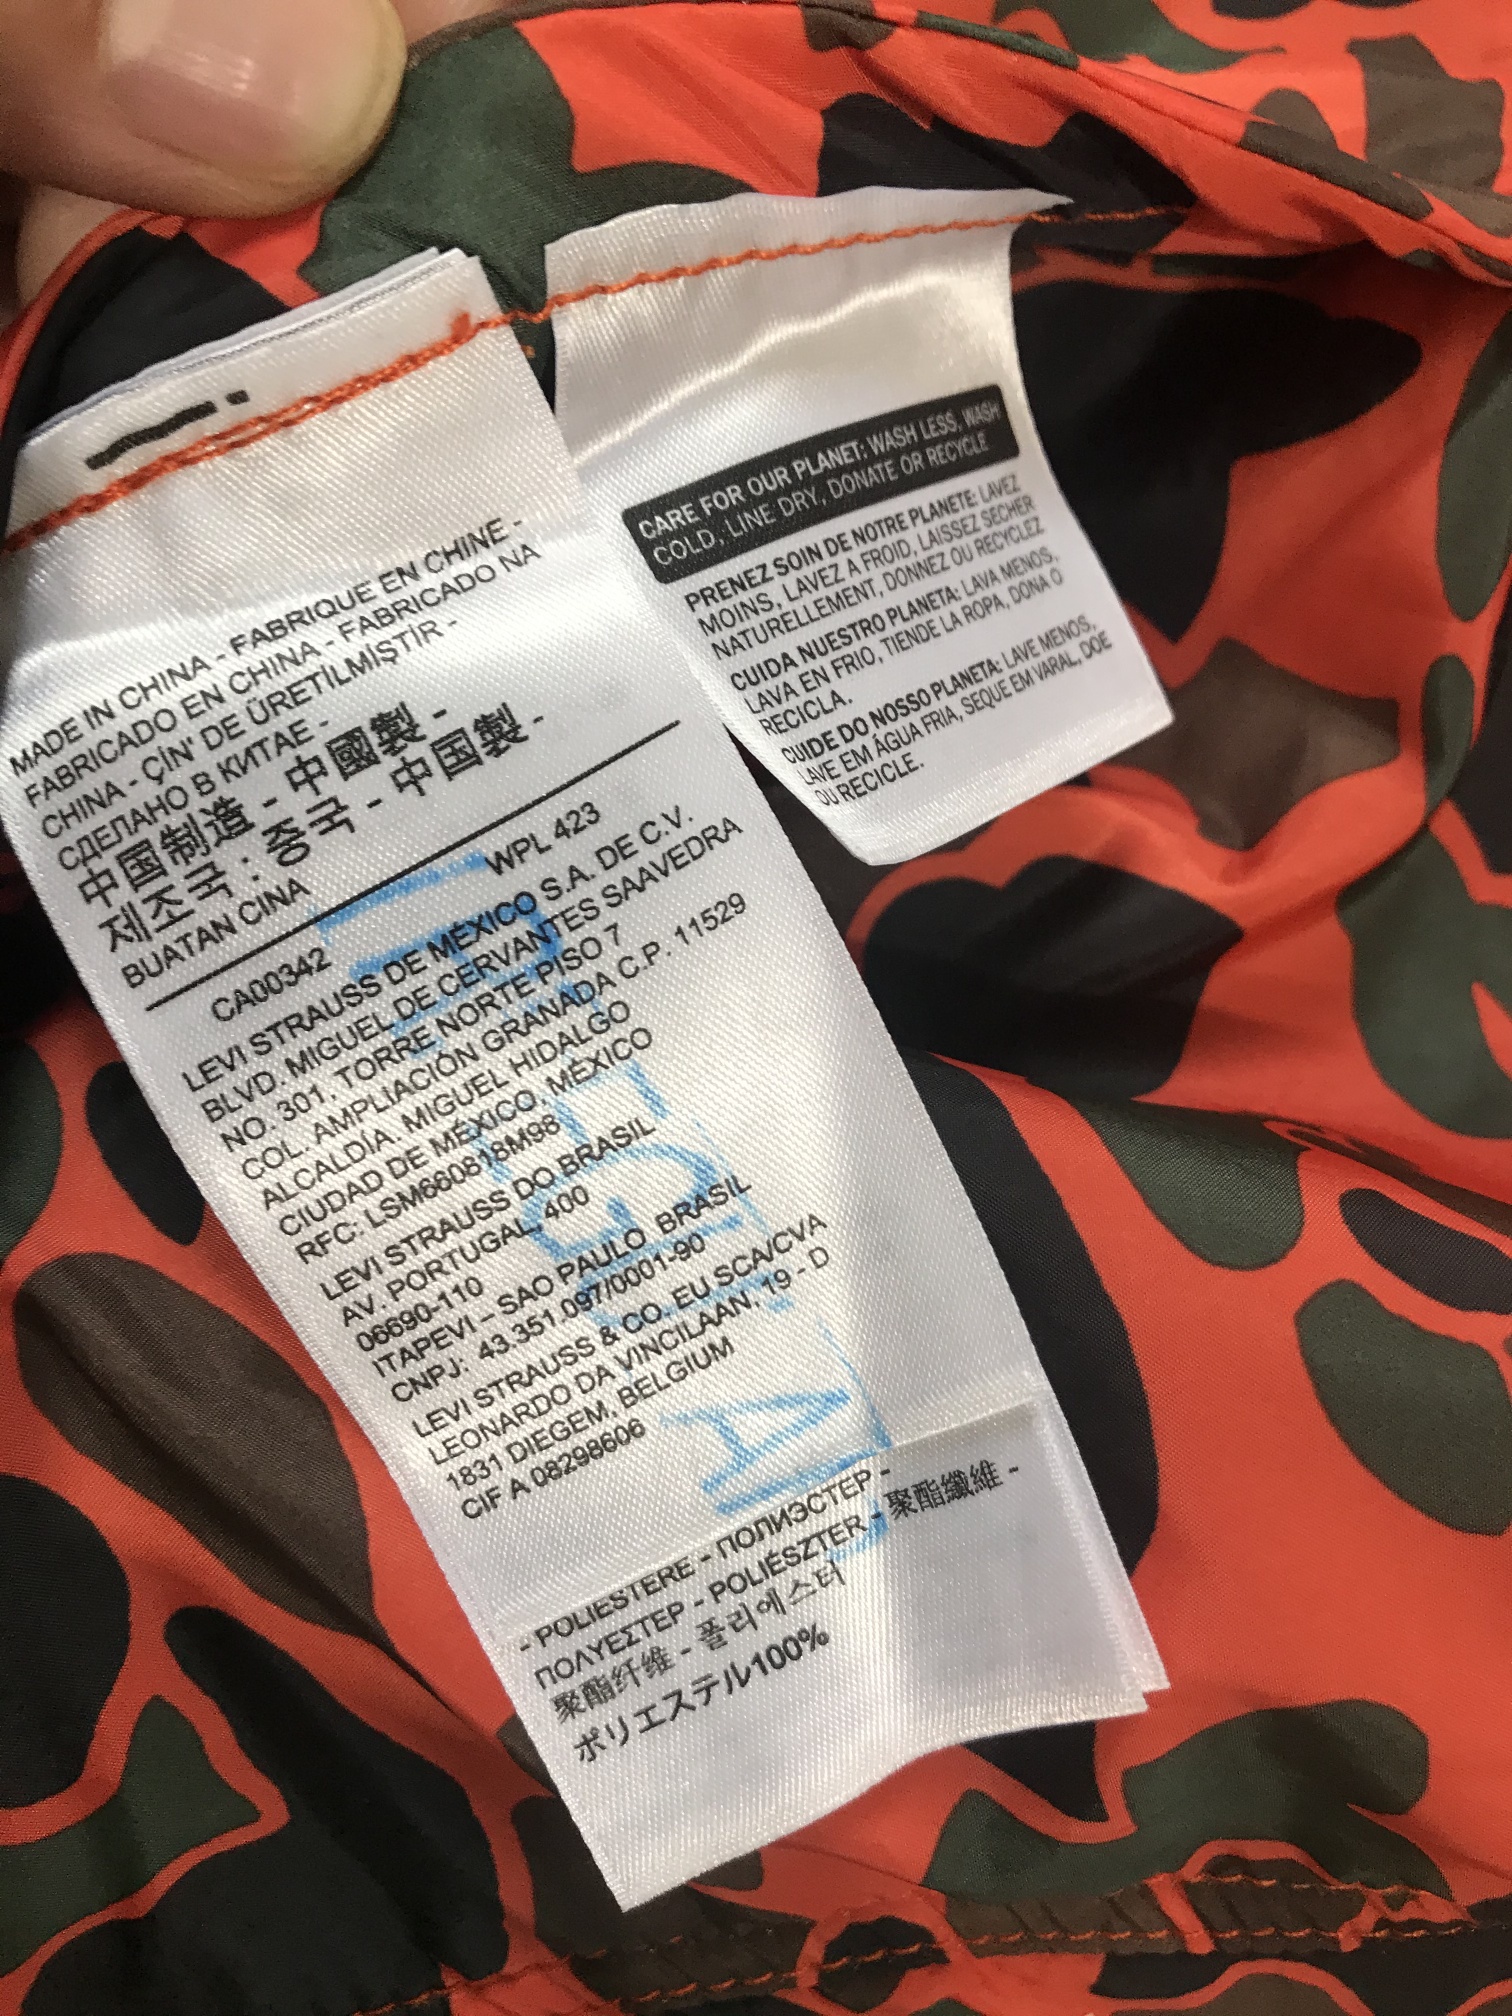 MADE IN CHINA - FABRIQUE EN CHINE -
FABRICADO EN CHINA - FABRICADO NA
CHINA - ÇİN' DE ÜRETİLMİŞTİR -
СДЕЛАНО В КИТАЕ -
中国制造 - 中國製 -
제조국 : 중국 - 中国製 -
BUATAN CINA
CA00342 WPL 423
LEVI STRAUSS DE MÉXICO S.A. DE C.V.
BLVD. MIGUEL DE CERVANTES SAAVEDRA
NO. 301, TORRE NORTE PISO 7
COL. AMPLIACIÓN GRANADA C.P. 11529
ALCALDÍA. MIGUEL HIDALGO
CIUDAD DE MÉXICO, MÉXICO
RFC: LSM660818M98
LEVI STRAUSS DO BRASIL
AV. PORTUGAL, 400
06690-110
ITAPEVI – SAO PAULO BRASIL
CNPJ: 43.351.097/0001-90
LEVI STRAUSS & CO. EU SCA/CVA
LEONARDO DA VINCILAAN, 19 - D
1831 DIEGEM, BELGIUM
CIF A 08298606
- POLIESTERE - ПОЛИЭСТЕР -
ΠΟΛΥΕΣΤΕΡ - POLIÉSZTER - 聚酯纖維 -
聚酯纤维 - 폴리에스터
ポリエステル100%
CARE FOR OUR PLANET: WASH LESS, WASH
COLD, LINE DRY, DONATE OR RECYCLE
PRENEZ SOIN DE NOTRE PLANETE: LAVEZ
MOINS, LAVEZ A FROID, LAISSEZ SECHER
NATURELLEMENT, DONNEZ OU RECYCLEZ
CUIDA NUESTRO PLANETA: LAVA MENOS,
LAVA EN FRIO, TIENDE LA ROPA, DONA O
RECICLA.
CUIDE DO NOSSO PLANETA: LAVE MENOS,
LAVE EM ÁGUA FRIA, SEQUE EM VARAL, DOE
OU RECICLE.